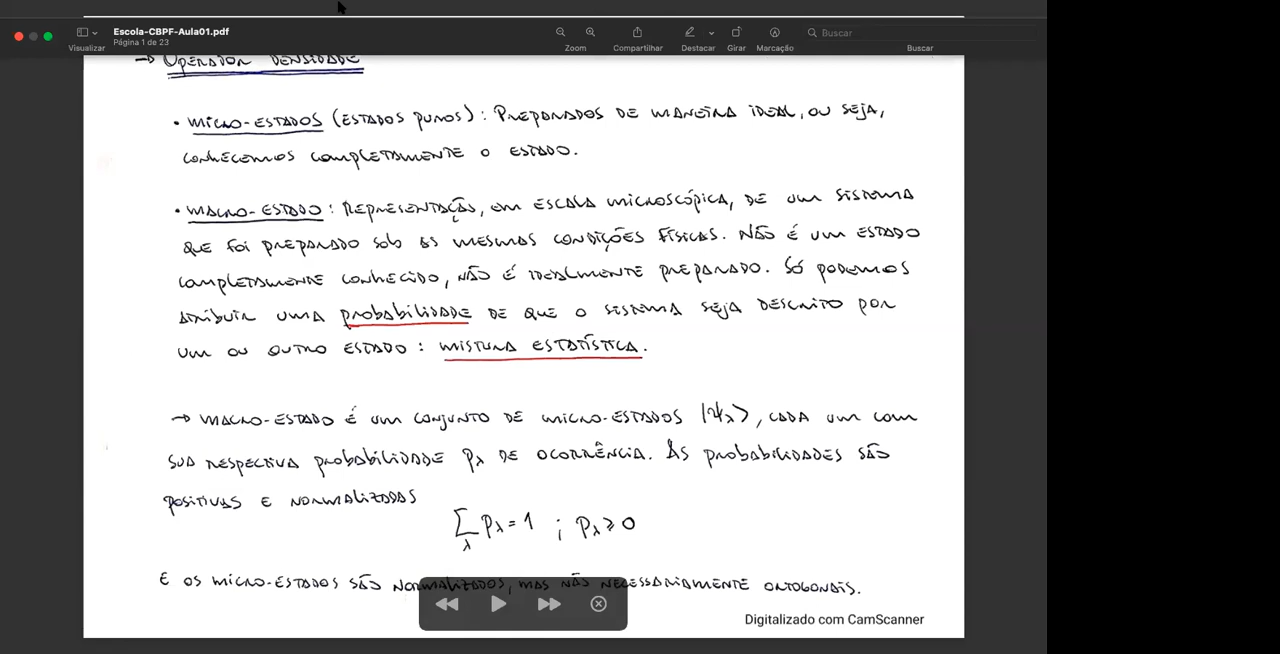 Escola-CBPF-Aula01.pdf
Página 1 de 23
Visualizar
Zoom
Compartilhar
Destacar
Girar
Marcação
Buscar
Buscar
→ OPERADOR DENSIDADE
• MICRO-ESTADOS (ESTADOS PUROS): PREPARADOS DE MANEIRA IDEAL, OU SEJA,
CONHECEMOS COMPLETAMENTE O ESTADO.
• MACRO-ESTADO: REPRESENTAÇÃO, EM ESCALA MICROSCÓPICA, DE UM SISTEMA
QUE FOI PREPARADO SOB AS MESMAS CONDIÇÕES FÍSICAS. NÃO É UM ESTADO
COMPLETAMENTE CONHECIDO, NÃO É IDEALMENTE PREPARADO. SÓ PODEMOS
ATRIBUIR UMA PROBABILIDADE DE QUE O SISTEMA SEJA DESCRITO POR
UM OU OUTRO ESTADO: MISTURA ESTATÍSTICA.
→ MACRO-ESTADO É UM CONJUNTO DE MICRO-ESTADOS |ψλ⟩, CADA UM COM
SUA RESPECTIVA PROBABILIDADE pλ DE OCORRÊNCIA. AS PROBABILIDADES SÃO
POSITIVAS E NORMALIZADAS
∑λ pλ = 1 ; pλ ≥ 0
E OS MICRO-ESTADOS SÃO NORMALIZADOS, MAS NÃO NECESSARIAMENTE ORTOGONAIS.
Digitalizado com CamScanner